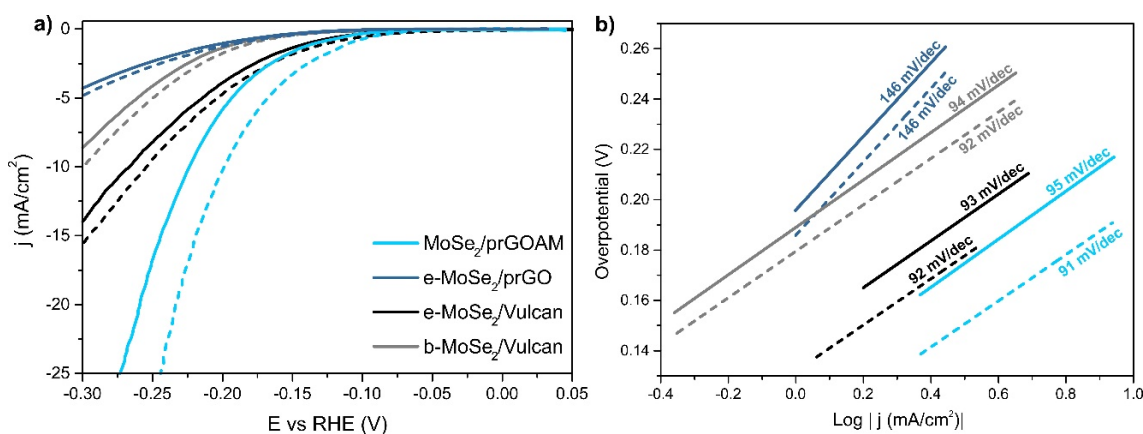 a)
0
-5
-10
-15
-20
-25
j (mA/cm²)
MoSe₂/prGOAM
e-MoSe₂/prGO
e-MoSe₂/Vulcan
b-MoSe₂/Vulcan
-0.30 -0.25 -0.20 -0.15 -0.10 -0.05 0.00 0.05
E vs RHE (V)
b)
0.26
0.24
0.22
0.20
0.18
0.16
0.14
Overpotential (V)
146 mV/dec
146 mV/dec
94 mV/dec
92 mV/dec
93 mV/dec
92 mV/dec
95 mV/dec
91 mV/dec
-0.4 -0.2 0.0 0.2 0.4 0.6 0.8 1.0
Log | j (mA/cm²)|